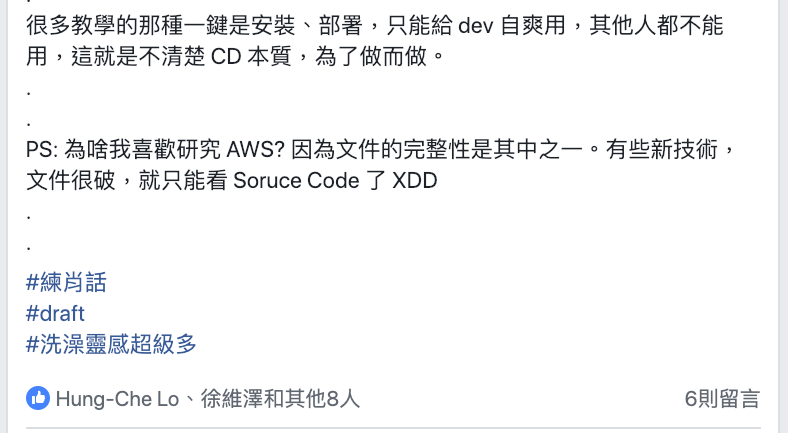 很多教學的那種一鍵是安裝、部署，只能給 dev 自爽用，其他人都不能
用，這就是不清楚 CD 本質，為了做而做。
.
.
PS: 為啥我喜歡研究 AWS? 因為文件的完整性是其中之一。有些新技術，
文件很破，就只能看 Soruce Code 了 XDD
.
.
#練肖話
#draft
#洗澡靈感超級多
Hung-Che Lo、徐維澤和其他8人 6則留言